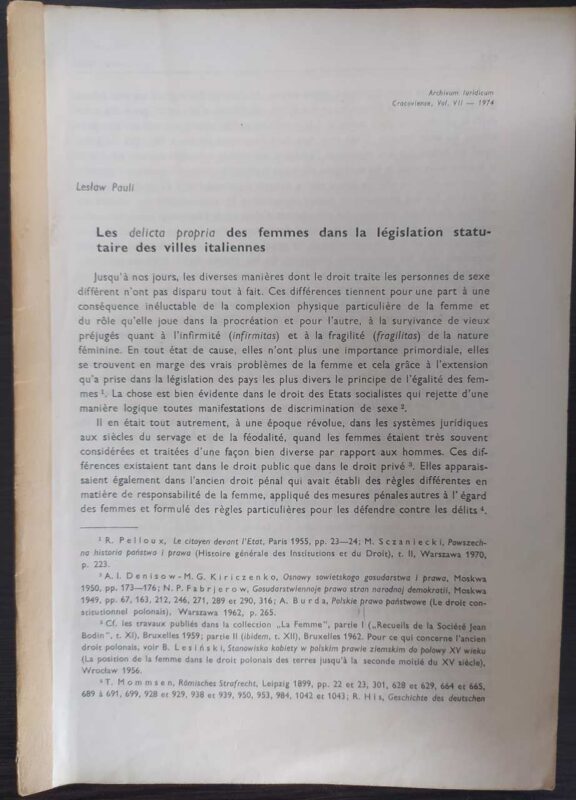 Archivum Iuridicum
Cracoviense, Vol. VII — 1974
Lesław Pauli
Les delicta propria des femmes dans la législation statu-
taire des villes italiennes
Jusqu'à nos jours, les diverses manières dont le droit traite les personnes de sexe
différent n'ont pas disparu tout à fait. Ces différences tiennent pour une part à une
conséquence inéluctable de la complexion physique particulière de la femme et
du rôle qu'elle joue dans la procréation et pour l'autre, à la survivance de vieux
préjugés quant à l'infirmité (infirmitas) et à la fragilité (fragilitas) de la nature
féminine. En tout état de cause, elles n'ont plus une importance primordiale, elles
se trouvent en marge des vrais problèmes de la femme et cela grâce à l'extension
qu'a prise dans la législation des pays les plus divers le principe de l'égalité des fem-
mes ¹. La chose est bien évidente dans le droit des Etats socialistes qui rejette d'une
manière logique toutes manifestations de discrimination de sexe ².
Il en était tout autrement, à une époque révolue, dans les systèmes juridiques
aux siècles du servage et de la féodalité, quand les femmes étaient très souvent
considérées et traitées d'une façon bien diverse par rapport aux hommes. Ces dif-
férences existaient tant dans le droit public que dans le droit privé ³. Elles apparais-
saient également dans l'ancien droit pénal qui avait établi des règles différentes en
matière de responsabilité de la femme, appliqué des mesures pénales autres à l'égard
des femmes et formulé des règles particulières pour les défendre contre les délits ⁴.
¹ R. Pelloux, Le citoyen devant l'Etat, Paris 1955, pp. 23—24; M. Sczaniecki, Powszech-
na historia państwa i prawa (Histoire générale des Institutions et du Droit), t. II, Warszawa 1970,
p. 223.
² A. I. Denisow-M. G. Kiriczenko, Osnowy sowietskogo gosudarstwa i prawa, Moskwa
1950, pp. 173—176; N. P. Fabrjerow, Gosudarstwiennoje prawo stran narodnoj demokratii, Moskwa
1949, pp. 67, 163, 212, 246, 271, 289 et 290, 316; A. Burda, Polskie prawo państwowe (Le droit con-
stitutionnel polonais), Warszawa 1962, p. 265.
³ Cf. les travaux publiés dans la collection „La Femme", partie I („Recueils de la Société Jean
Bodin", t. XI), Bruxelles 1959; partie II (ibidem, t. XII), Bruxelles 1962. Pour ce qui concerne l'ancien
droit polonais, voir B. Lesiński, Stanowisko kobiety w polskim prawie ziemskim do połowy XV wieku
(La position de la femme dans le droit polonais des terres jusqu'à la seconde moitié du XV siècle),
Wrocław 1956.
⁴ T. Mommsen, Römisches Strafrecht, Leipzig 1899, pp. 22 et 23, 301, 628 et 629, 664 et 665,
689 à 691, 699, 928 et 929, 938 et 939, 950, 953, 984, 1042 et 1043; R. His, Geschichte des deutschen